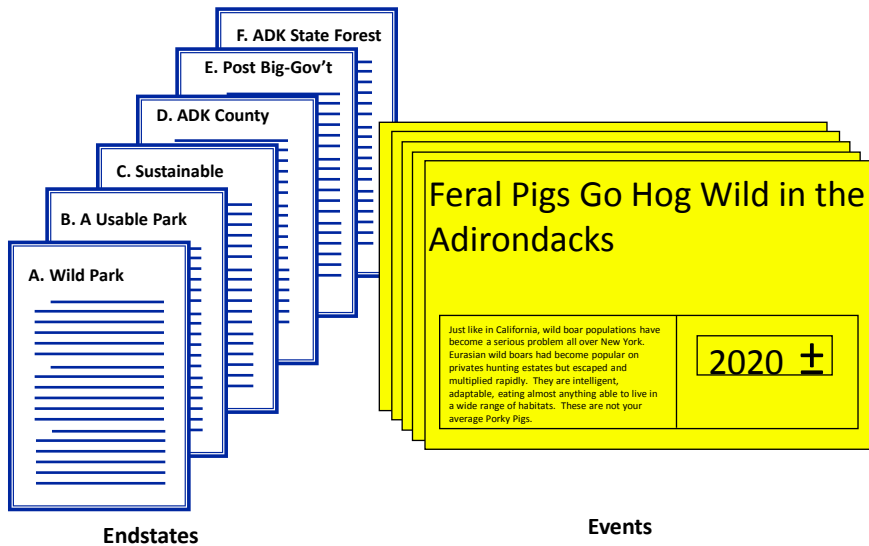 F. ADK State Forest
E. Post Big-Gov't
D. ADK County
C. Sustainable
B. A Usable Park
A. Wild Park
Endstates
Feral Pigs Go Hog Wild in the
Adirondacks
Just like in California, wild boar populations have
become a serious problem all over New York.
Eurasian wild boars had become popular on
privates hunting estates but escaped and
multiplied rapidly. They are intelligent,
adaptable, eating almost anything able to live in
a wide range of habitats. These are not your
average Porky Pigs.
2020 ±
Events